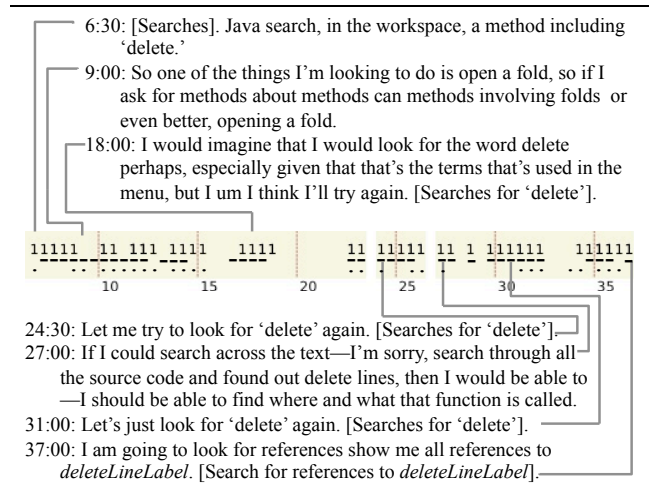 6:30: [Searches]. Java search, in the workspace, a method including
‘delete.’
9:00: So one of the things I’m looking to do is open a fold, so if I
ask for methods about methods can methods involving folds or
even better, opening a fold.
18:00: I would imagine that I would look for the word delete
perhaps, especially given that that’s the terms that’s used in the
menu, but I um I think I’ll try again. [Searches for ‘delete’].
11111 11 111 1111 1111 11 11111 11 1 111111 111111
10 15 20 25 30 35
24:30: Let me try to look for ‘delete’ again. [Searches for ‘delete’].
27:00: If I could search across the text—I’m sorry, search through all
the source code and found out delete lines, then I would be able to
—I should be able to find where and what that function is called.
31:00: Let’s just look for ‘delete’ again. [Searches for ‘delete’].
37:00: I am going to look for references show me all references to
deleteLineLabel. [Search for references to deleteLineLabel].